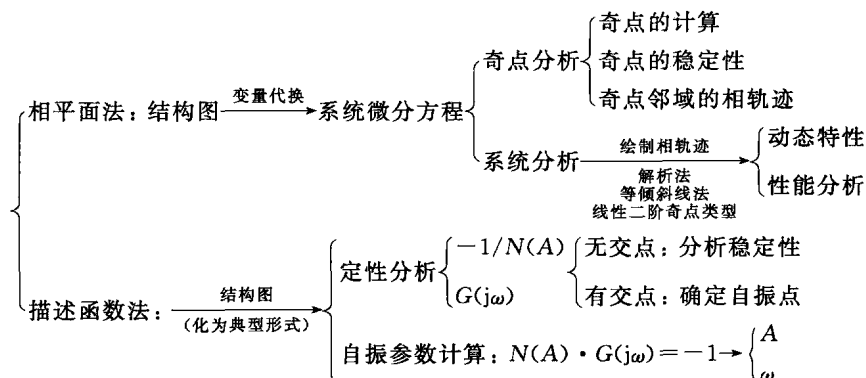 奇点的计算
奇点分析
奇点的稳定性
奇点邻域的相轨迹
相平面法：结构图
变量代换
系统微分方程
系统分析
绘制相轨迹
解析法
等倾斜线法
线性二阶奇点类型
动态特性
性能分析
描述函数法：
结构图
(化为典型形式)
定性分析
-1/N(A)
G(jω)
无交点：分析稳定性
有交点：确定自振点
自振参数计算：N(A)·G(jω)=-1→
A
ω